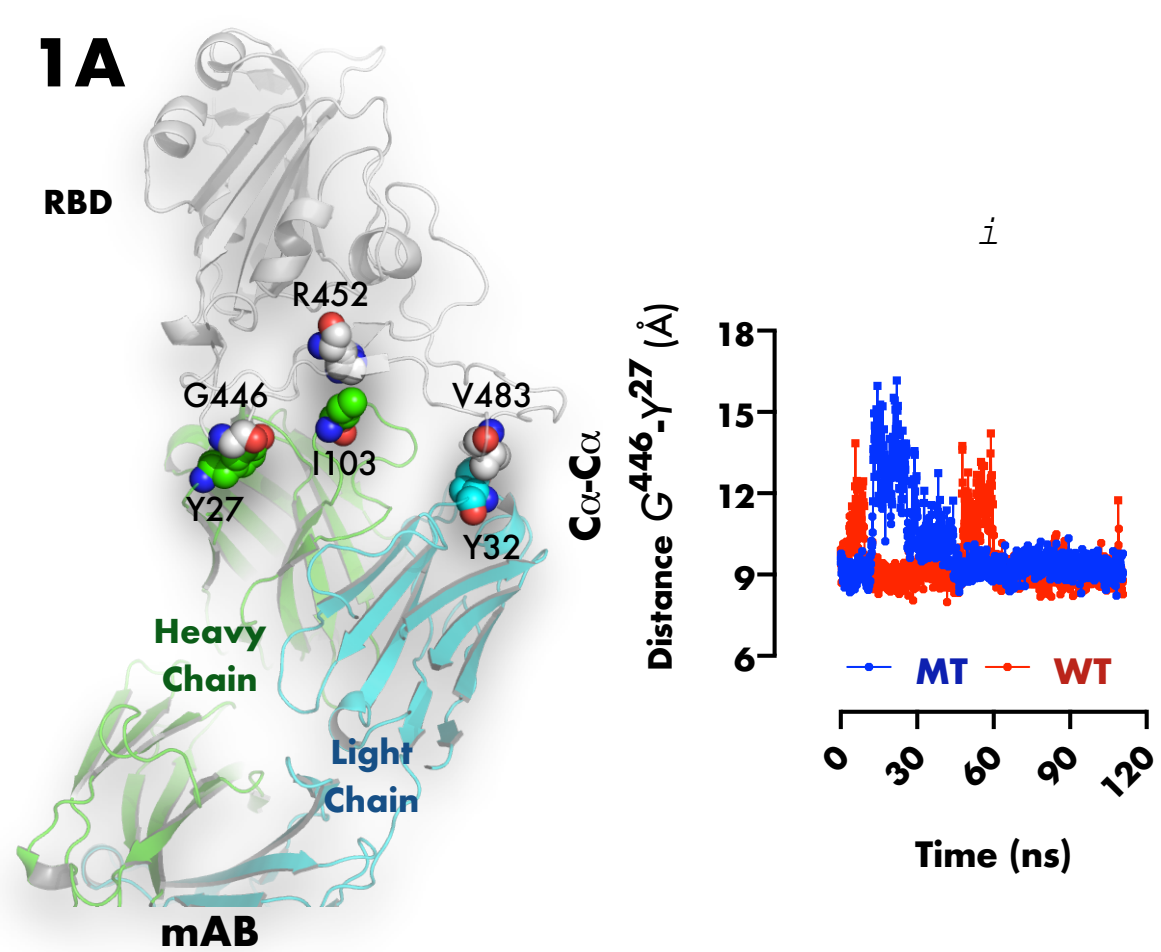 1A
RBD
R452
G446
V483
I103
Y27
Y32
Heavy
Chain
Light
Chain
mAB
i
Cα-Cα
Distance G446-Y27 (Å)
18
15
12
9
6
MT
WT
0
30
60
90
120
Time (ns)